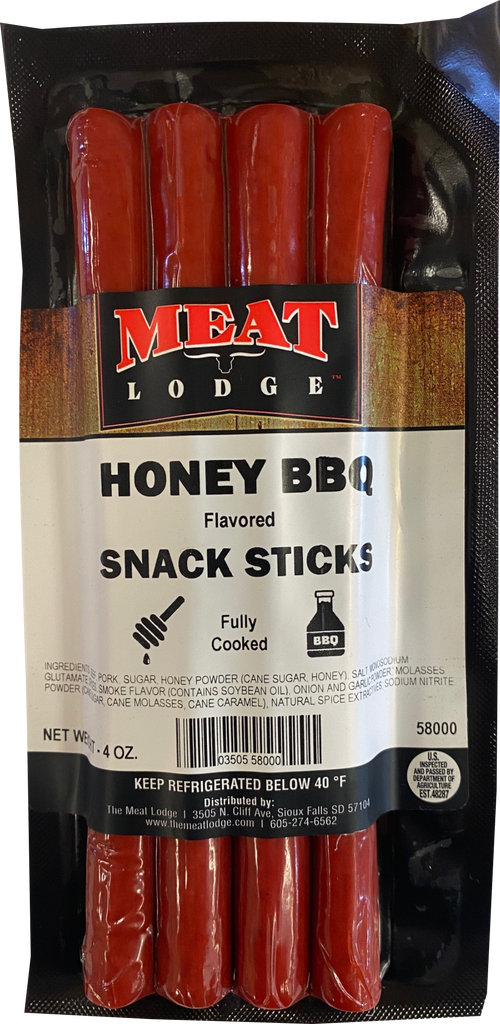 MEAT
LODGE™
HONEY BBQ
Flavored
SNACK STICKS
Fully
Cooked
BBQ
INGREDIENTS: PORK, SUGAR, HONEY POWDER (CANE SUGAR, HONEY), SALT, MONOSODIUM
GLUTAMATE, SMOKE FLAVOR (CONTAINS SOYBEAN OIL), ONION AND GARLIC POWDER, MOLASSES
POWDER SUGAR, CANE MOLASSES, CANE CARAMEL), NATURAL SPICE EXTRACTIVES, SODIUM NITRITE
NET WEIGHT - 4 OZ.
03505 58000
58000
U.S.
INSPECTED
AND PASSED BY
DEPARTMENT OF
AGRICULTURE
EST.48287
KEEP REFRIGERATED BELOW 40 °F
Distributed by:
The Meat Lodge | 3505 N. Cliff Ave, Sioux Falls SD 57104
www.themeatlodge.com | 605-274-6562